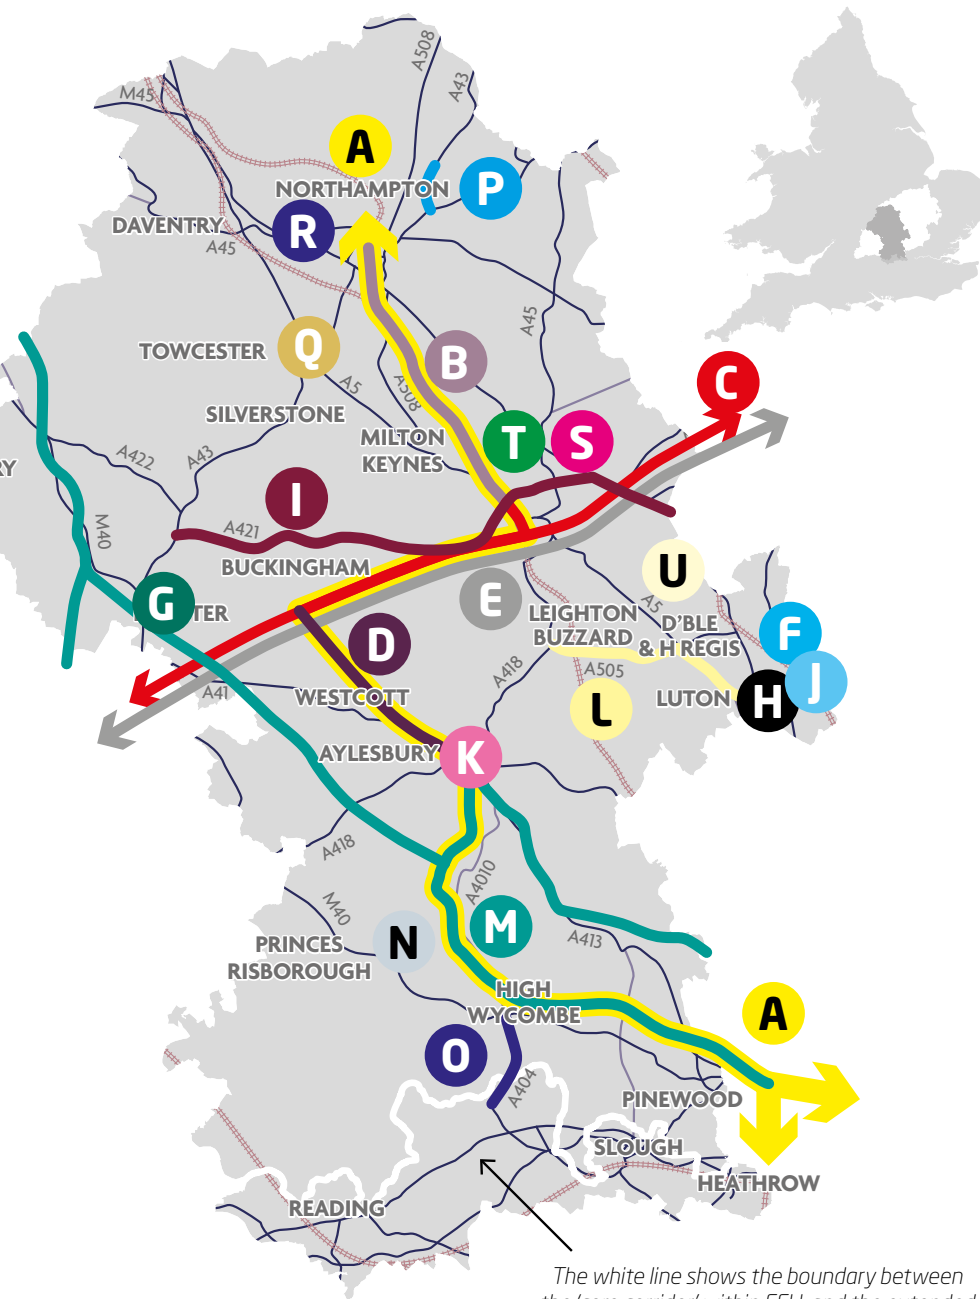 A508
A43
M45
A
NORTHAMPTON
P
DAVENTRY
R
A45
A45
TOWCESTER
Q
B
A5
A508
C
SILVERSTONE
MILTON
KEYNES
T
S
A422
A43
RY
I
M40
A421
BUCKINGHAM
E
U
G
TER
LEIGHTON
BUZZARD
A5
D'BLE
& H REGIS
F
D
A418
A505
J
A41
WESTCOTT
L
LUTON
H
AYLESBURY
K
A418
A4010
M40
M
N
A413
PRINCES
RISBOROUGH
HIGH
WYCOMBE
A
O
A404
PINEWOOD
SLOUGH
HEATHROW
READING
The white line shows the boundary between